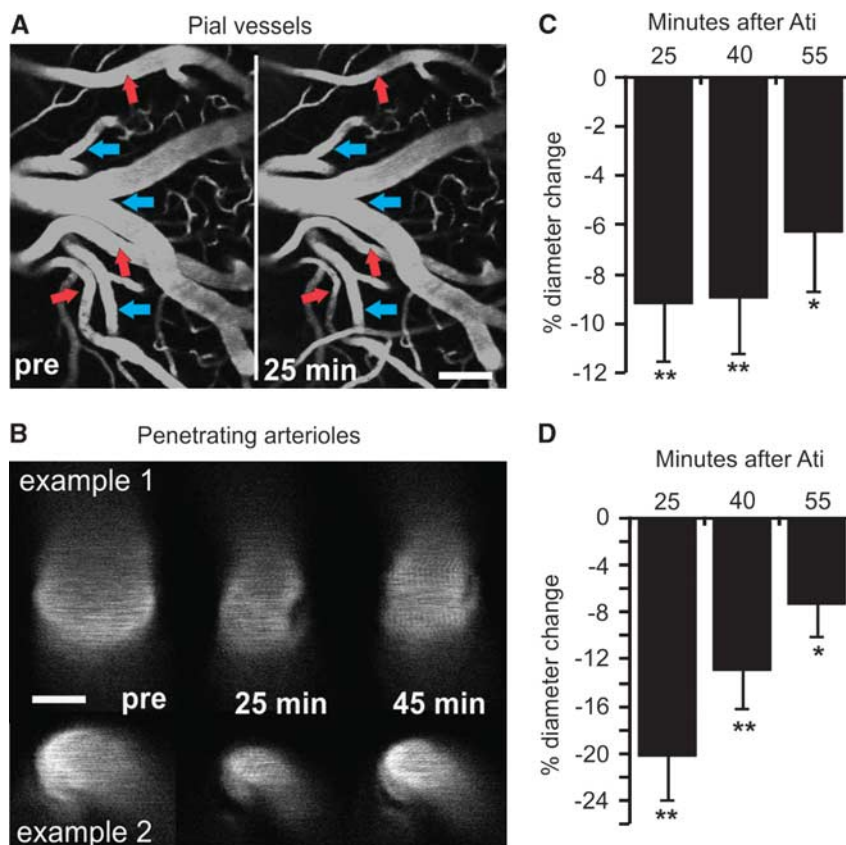 A
Pial vessels
pre
25 min
B
Penetrating arterioles
example 1
pre
25 min
45 min
example 2
C
Minutes after Ati
25 40 55
0
-2
-4
-6
-8
-10
-12
% diameter change
**
**
*
D
Minutes after Ati
25 40 55
0
-4
-8
-12
-16
-20
-24
% diameter change
**
**
*